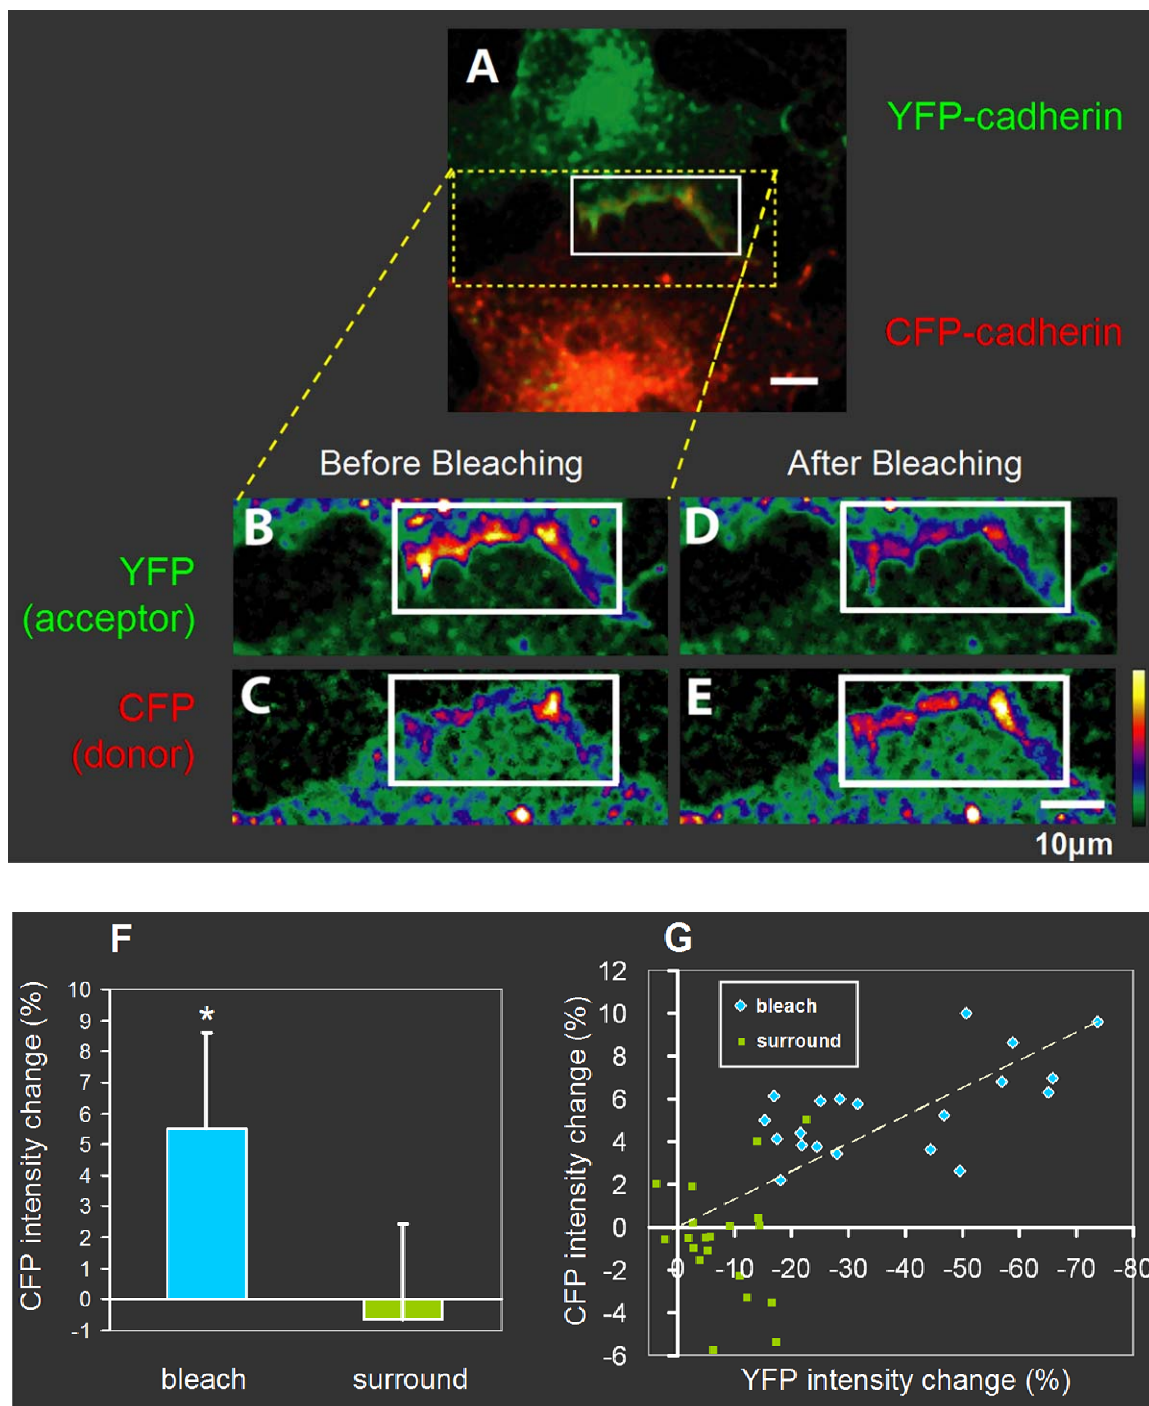 A
YFP-cadherin
CFP-cadherin
Before Bleaching
After Bleaching
B
D
YFP
(acceptor)
C
E
CFP
(donor)
10µm
F
G
CFP intensity change (%)
10
9
8
7
6
5
4
3
2
1
0
-1
*
bleach
surround
CFP intensity change (%)
12
10
8
6
4
2
0
-2
-4
-6
bleach
surround
0 -10 -20 -30 -40 -50 -60 -70 -80
YFP intensity change (%)